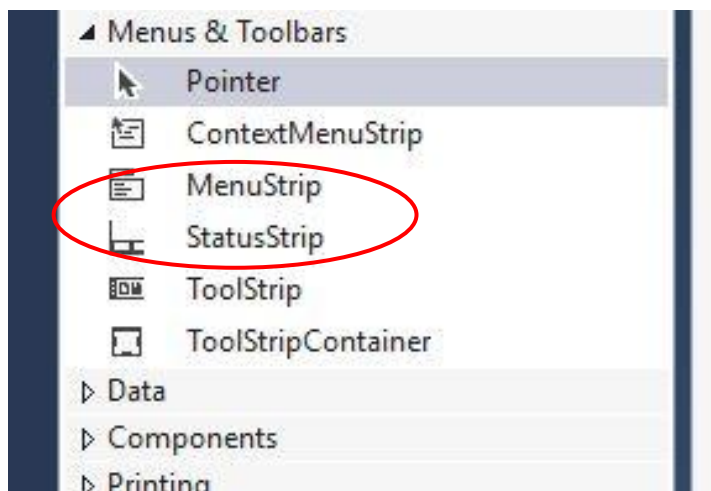 Menus & Toolbars
Pointer
ContextMenuStrip
MenuStrip
StatusStrip
ToolStrip
ToolStripContainer
Data
Components
Printing